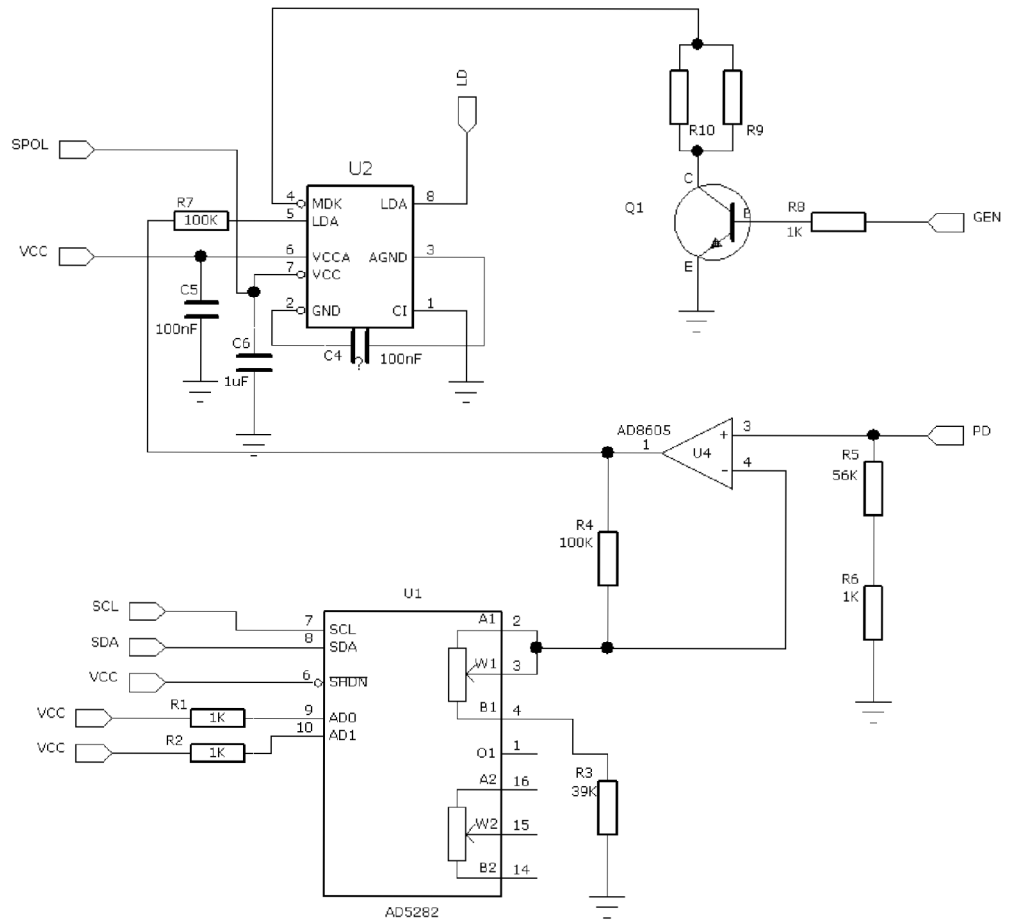 LD
R10
R9
SPOL
U2
C
4
MDK
LDA
8
Q1
B
R8
1K
GEN
R7
100K
5
LDA
VCC
6
VCCA
AGND
3
E
7
VCC
C5
100nF
2
GND
CI
1
C6
1uF
C4
?
100nF
AD8605
1
U4
+
3
PD
-
4
R5
56K
R4
100K
R6
1K
U1
SCL
7
SCL
A1
2
SDA
8
SDA
W1
3
VCC
6
SHDN
VCC
R1
1K
9
AD0
B1
4
VCC
R2
1K
10
AD1
O1
1
R3
39K
A2
16
W2
15
B2
14
AD5282